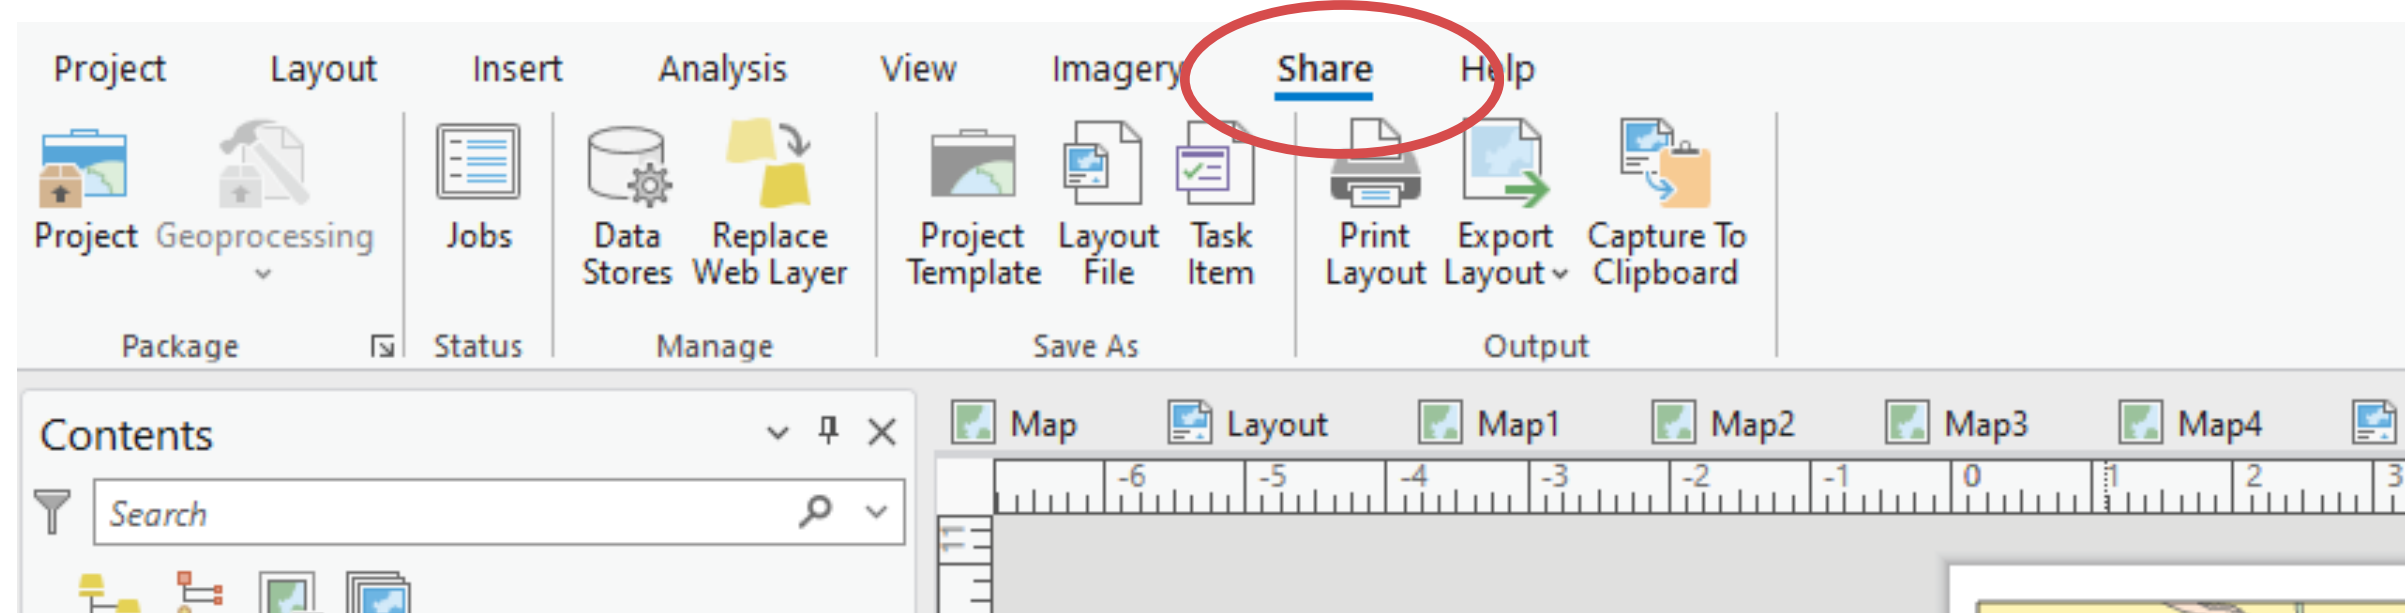 Project Layout Insert Analysis View Imagery Share Help
Project Geoprocessing Jobs Data Replace Project Layout Task Print Export Capture To
Stores Web Layer Template File Item Layout Layout Clipboard
Package Status Manage Save As Output
Contents
Map Layout Map1 Map2 Map3 Map4
Search
-6 -5 -4 -3 -2 -1 0 1 2 3